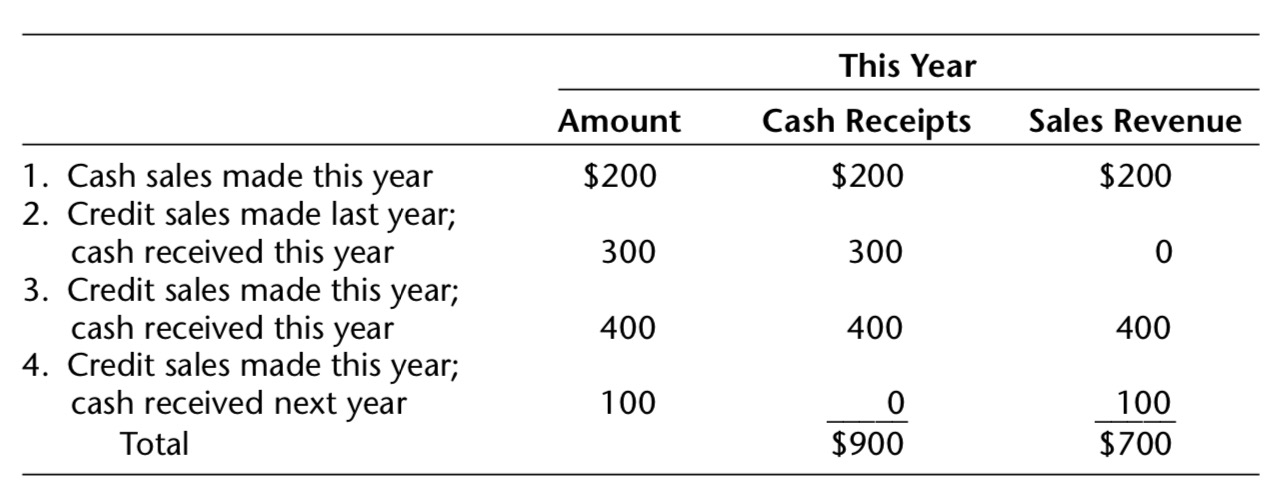 This Year
Amount Cash Receipts Sales Revenue
1. Cash sales made this year $200 $200 $200
2. Credit sales made last year;
cash received this year 300 300 0
3. Credit sales made this year;
cash received this year 400 400 400
4. Credit sales made this year;
cash received next year 100 0 100
Total $900 $700